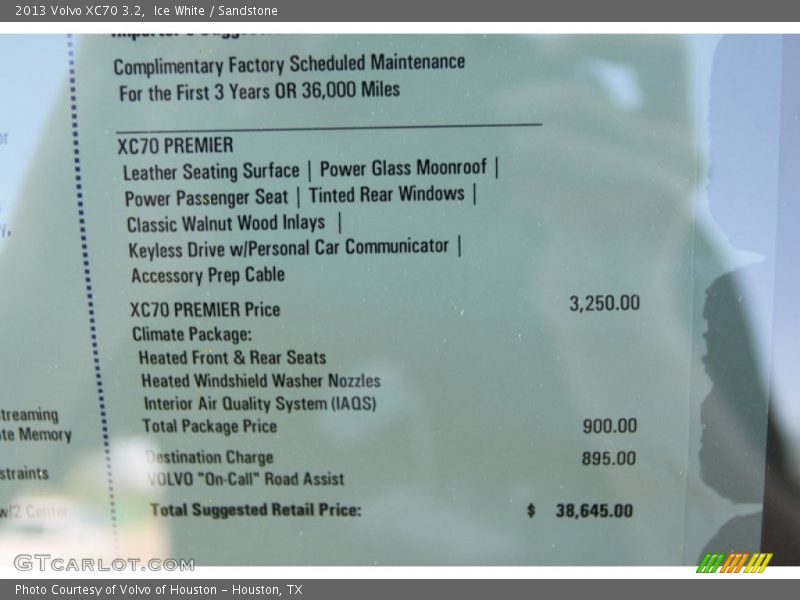 2013 Volvo XC70 3.2, Ice White / Sandstone
Complimentary Factory Scheduled Maintenance
For the First 3 Years OR 36,000 Miles
XC70 PREMIER
Leather Seating Surface | Power Glass Moonroof |
Power Passenger Seat | Tinted Rear Windows |
Classic Walnut Wood Inlays |
Keyless Drive w/Personal Car Communicator |
Accessory Prep Cable
XC70 PREMIER Price 3,250.00
Climate Package:
Heated Front & Rear Seats
Heated Windshield Washer Nozzles
Interior Air Quality System (IAQS)
Total Package Price 900.00
Destination Charge 895.00
VOLVO "On-Call" Road Assist
Total Suggested Retail Price: $ 38,645.00
treaming
te Memory
straints
w/2 Center
GTCARLOT.COM
Photo Courtesy of Volvo of Houston - Houston, TX